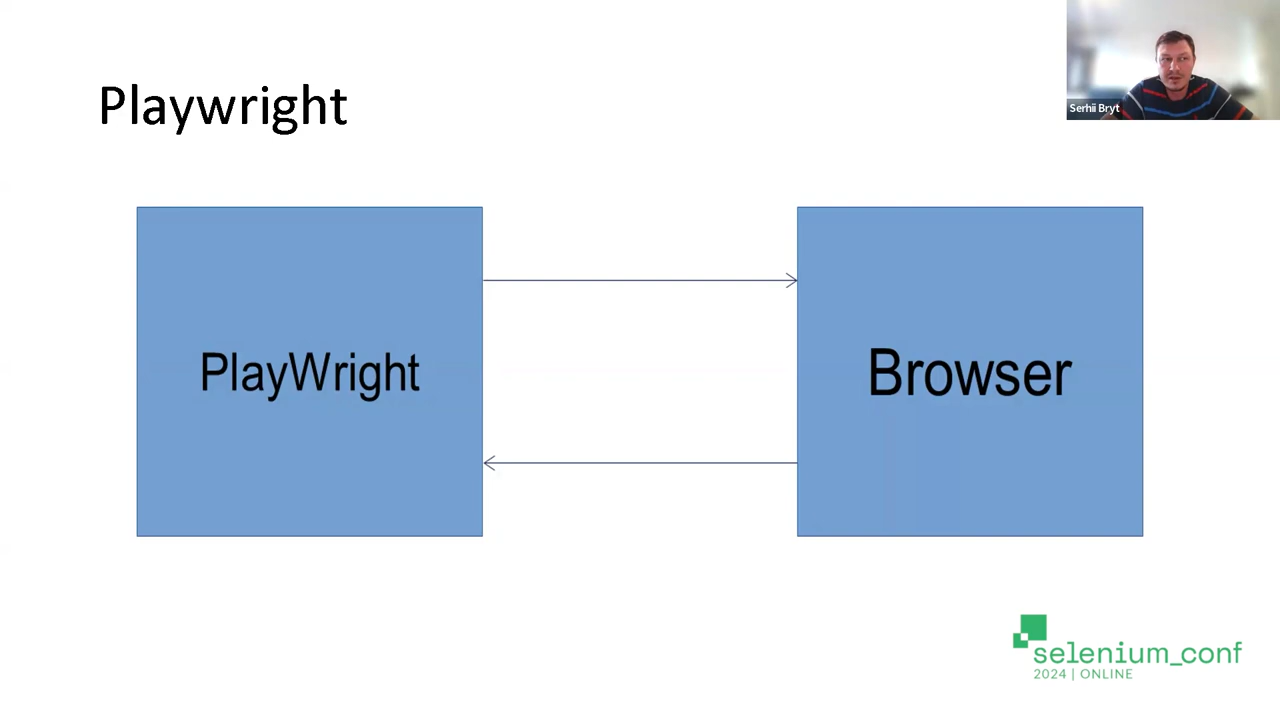 Playwright
Serhii Bryt
PlayWright
Browser
selenium_conf
2024 | ONLINE